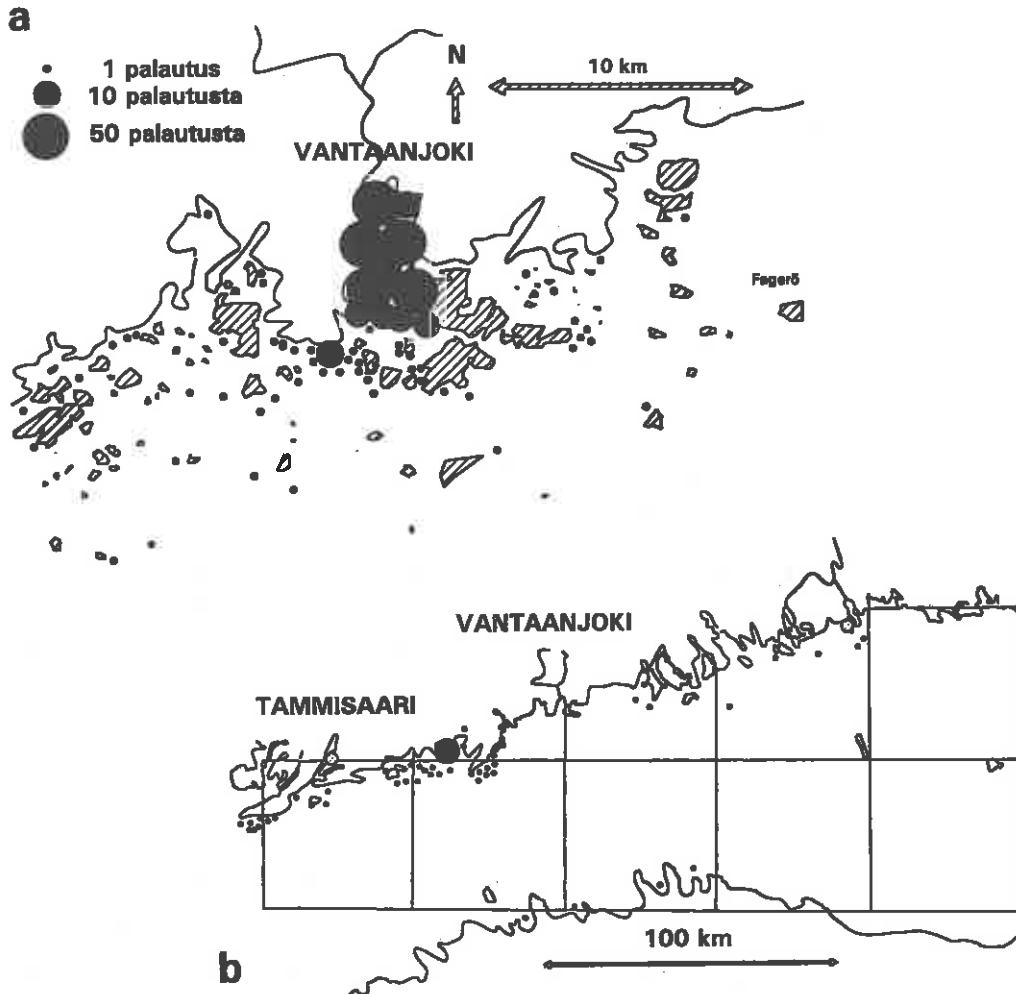 a
1 palautus
10 palautusta
50 palautusta
N
10 km
VANTAANJOKI
Fagerö
VANTAANJOKI
TAMMISAARI
100 km
b